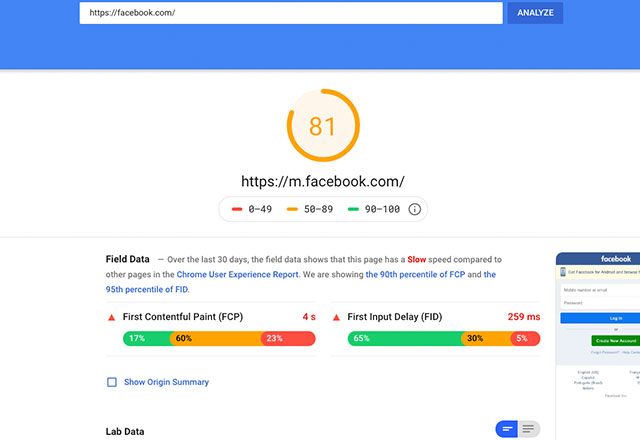 https://facebook.com/
ANALYZE
81
https://m.facebook.com/
0–49 50–89 90–100
Field Data — Over the last 30 days, the field data shows that this page has a Slow speed compared to
other pages in the Chrome User Experience Report. We are showing the 90th percentile of FCP and the
95th percentile of FID.
First Contentful Paint (FCP) 4 s
17% 60% 23%
First Input Delay (FID) 259 ms
65% 30% 5%
Show Origin Summary
Lab Data
facebook
Get Facebook for Android and browse f
Mobile number or email
Password
Log In
or
Create New Account
Forgot Password? · Help Cente
English (US)
Español
Português (Brasil)
Italiano
Facebook Inc.